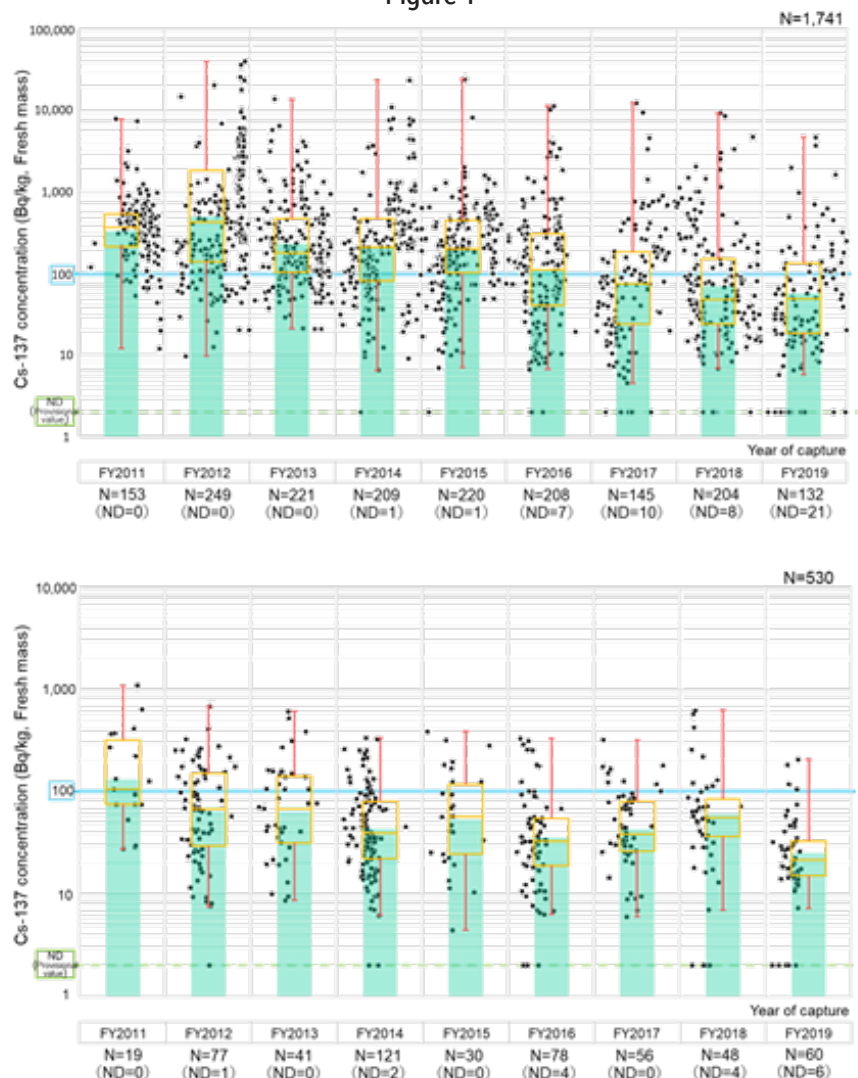 Figure 1
N=1,741
Cs-137 concentration (Bq/kg, Fresh mass)
100,000
10,000
1,000
100
10
ND
(Provisional
value)
1
Year of capture
FY2011 FY2012 FY2013 FY2014 FY2015 FY2016 FY2017 FY2018 FY2019
N=153 N=249 N=221 N=209 N=220 N=208 N=145 N=204 N=132
(ND=0) (ND=0) (ND=0) (ND=1) (ND=1) (ND=7) (ND=10) (ND=8) (ND=21)
N=530
Cs-137 concentration (Bq/kg, Fresh mass)
10,000
1,000
100
10
ND
(Provisional
value)
1
Year of capture
FY2011 FY2012 FY2013 FY2014 FY2015 FY2016 FY2017 FY2018 FY2019
N=19 N=77 N=41 N=121 N=30 N=78 N=56 N=48 N=60
(ND=0) (ND=1) (ND=0) (ND=2) (ND=0) (ND=4) (ND=0) (ND=4) (ND=6)